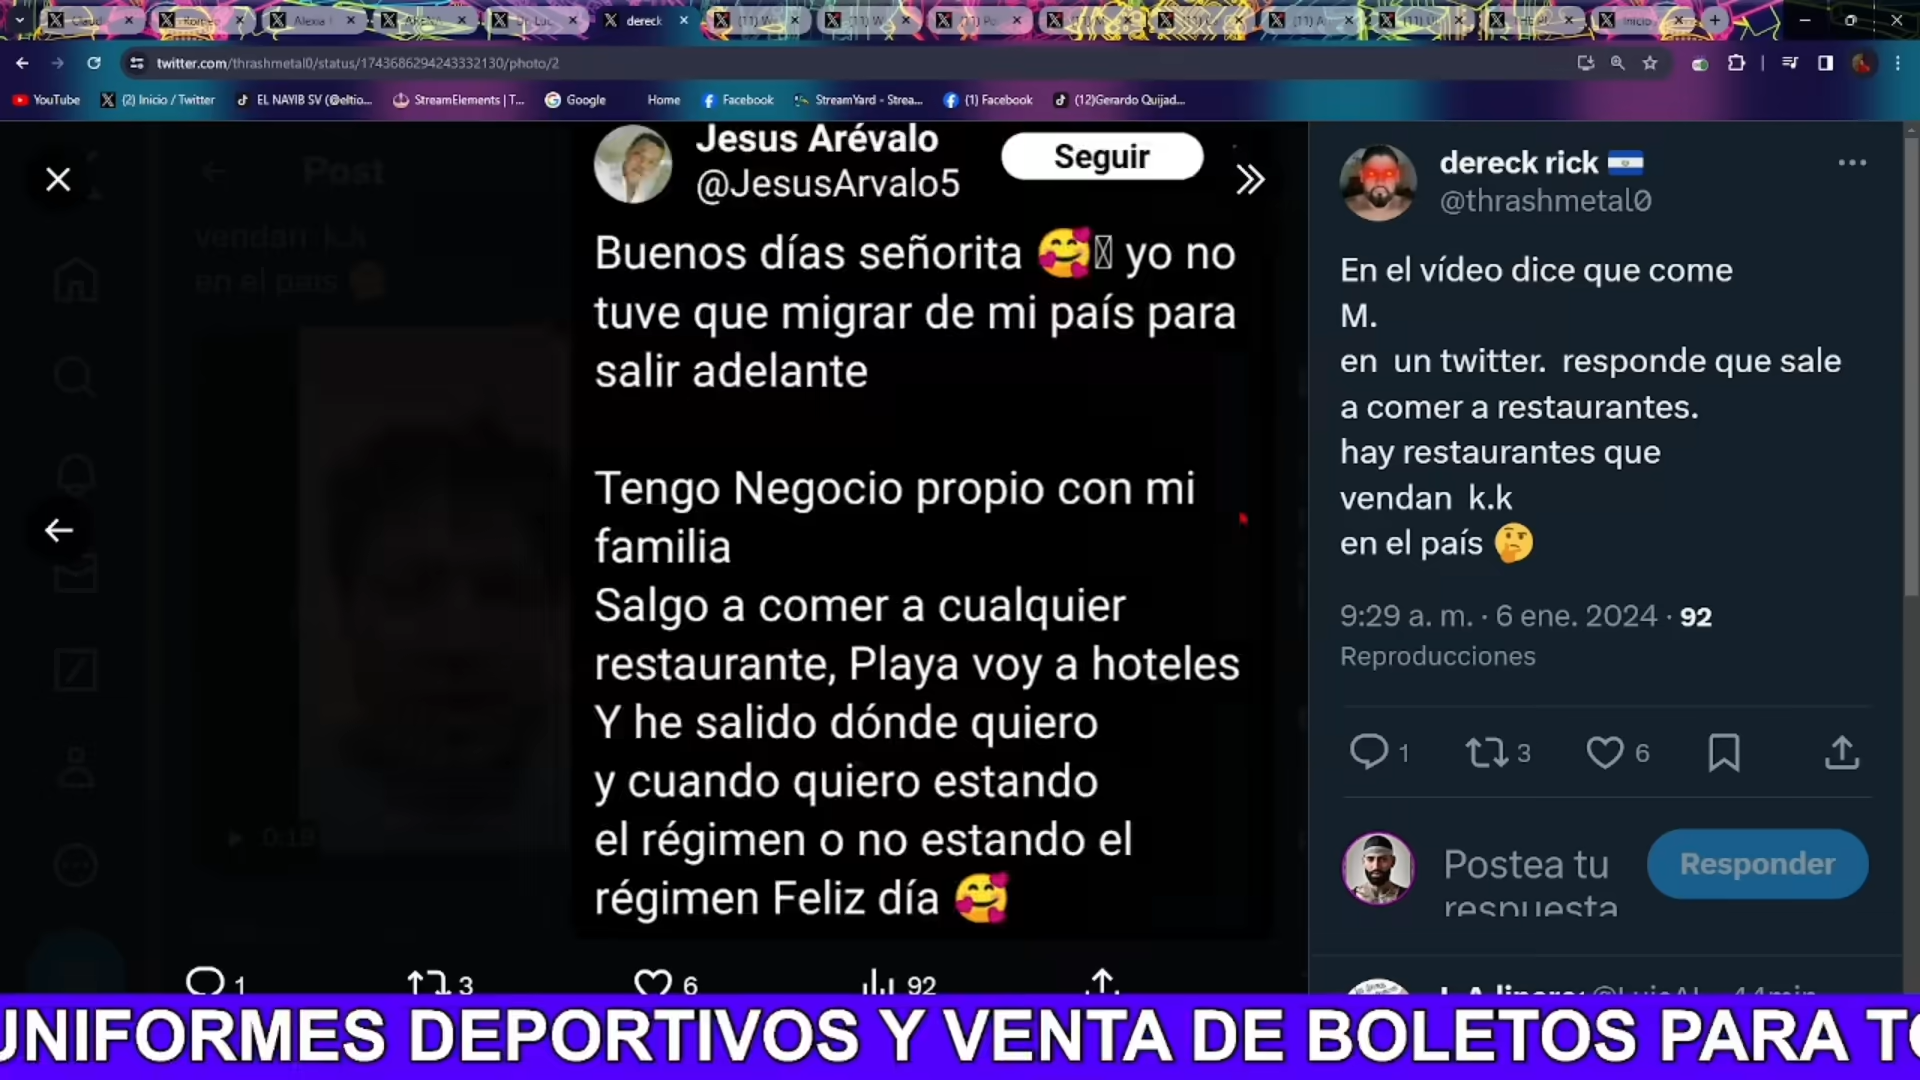 dereck
Inicio
twitter.com/thrashmetal0/status/1743686294243332130/photo/2
YouTube
(2) Inicio / Twitter
EL NAYIB SV (@eltio...
StreamElements | T...
Google
Home
Facebook
StreamYard - Strea...
(1) Facebook
(12)Gerardo Quijad...
Post
vendan k.k
en el país
0:19
Jesus Arévalo
@JesusArvalo5
Seguir
Buenos días señorita 🥰 yo no
tuve que migrar de mi país para
salir adelante
Tengo Negocio propio con mi
familia
Salgo a comer a cualquier
restaurante, Playa voy a hoteles
Y he salido dónde quiero
y cuando quiero estando
el régimen o no estando el
régimen Feliz día 🥰
1
3
6
92
dereck rick 🇸🇻
@thrashmetal0
En el vídeo dice que come
M.
en un twitter. responde que sale
a comer a restaurantes.
hay restaurantes que
vendan k.k
en el país 🤔
9:29 a. m. · 6 ene. 2024 · 92
Reproducciones
1
3
6
Postea tu
respuesta
Responder
44min
UNIFORMES DEPORTIVOS Y VENTA DE BOLETOS PARA